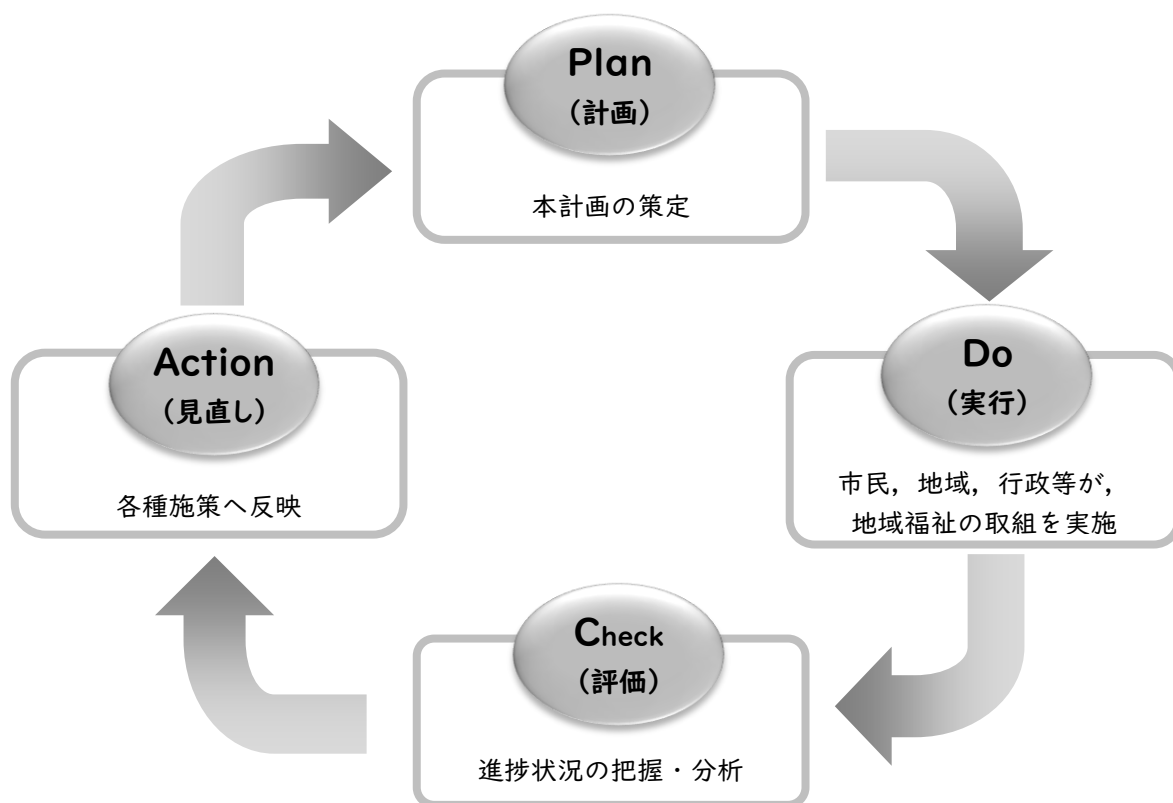 Plan
(計画)
本計画の策定
Do
(実行)
市民，地域，行政等が，
地域福祉の取組を実施
Check
(評価)
進捗状況の把握・分析
Action
(見直し)
各種施策へ反映